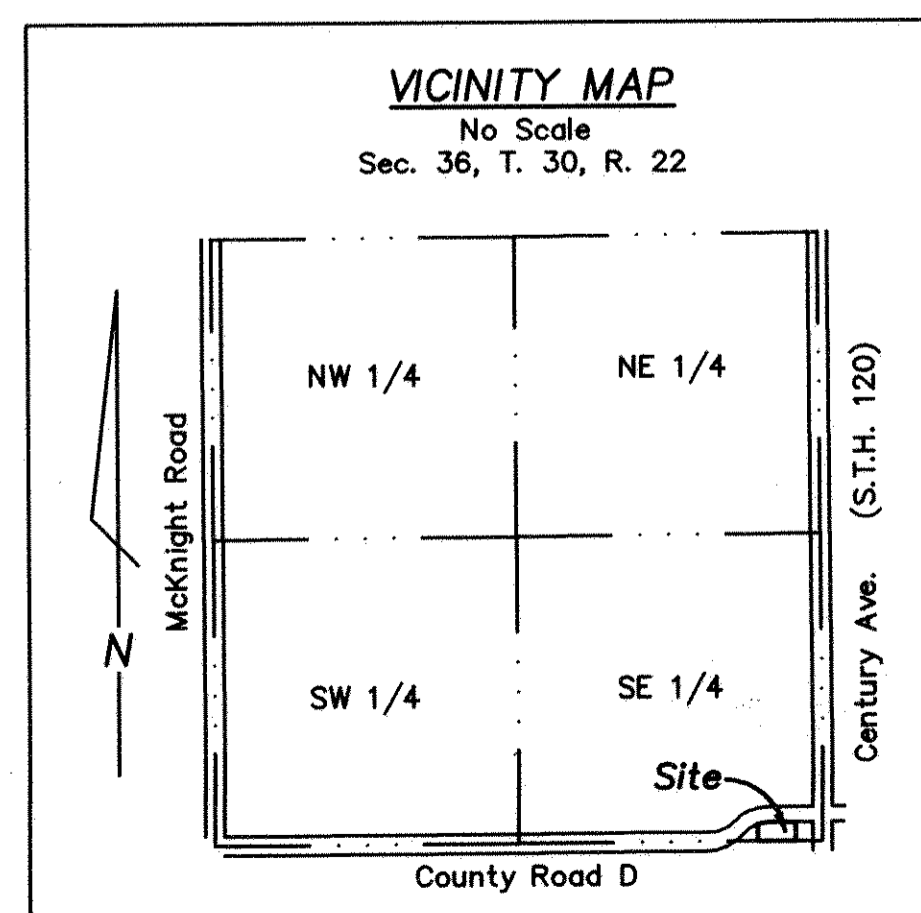 VICINITY MAP
No Scale
Sec. 36, T. 30, R. 22
NW 1/4
NE 1/4
McKnight Road
Century Ave. (S.T.H. 120)
N
SW 1/4
SE 1/4
Site
County Road D